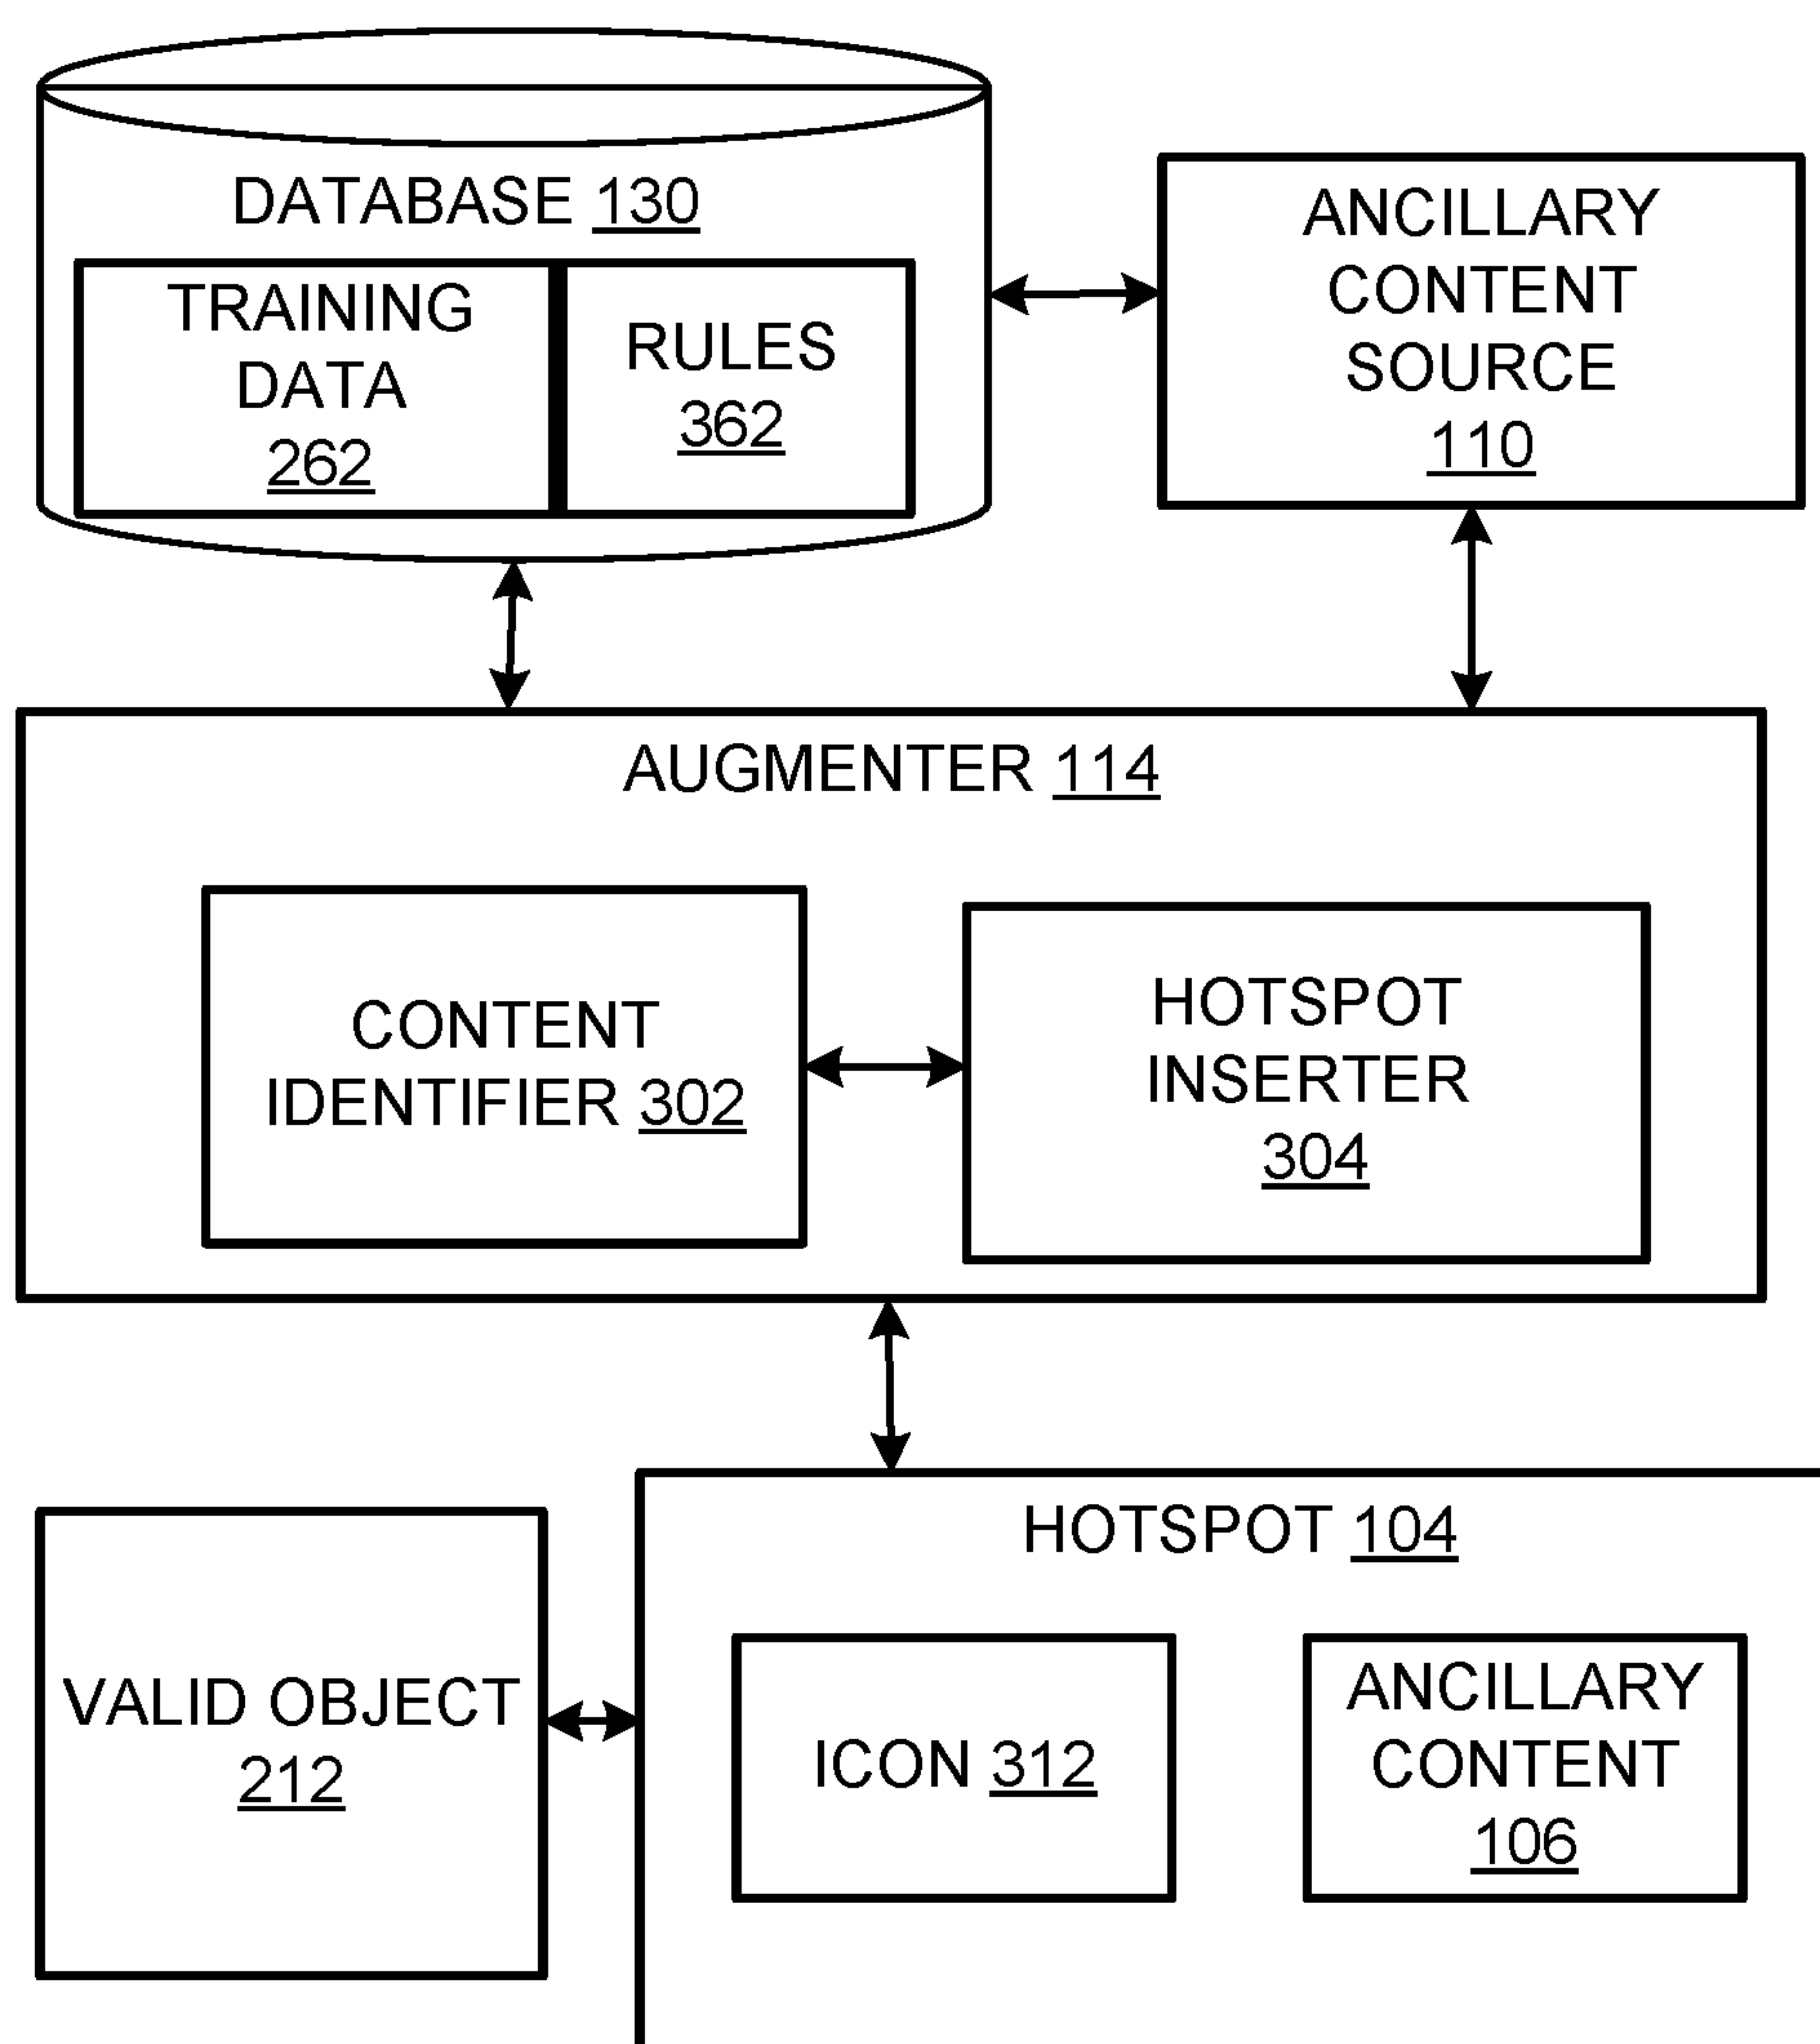 DATABASE 130
TRAINING
DATA
262
RULES
362
ANCILLARY
CONTENT
SOURCE
110
AUGMENTER 114
CONTENT
IDENTIFIER 302
HOTSPOT
INSERTER
304
HOTSPOT 104
VALID OBJECT
212
ICON 312
ANCILLARY
CONTENT
106